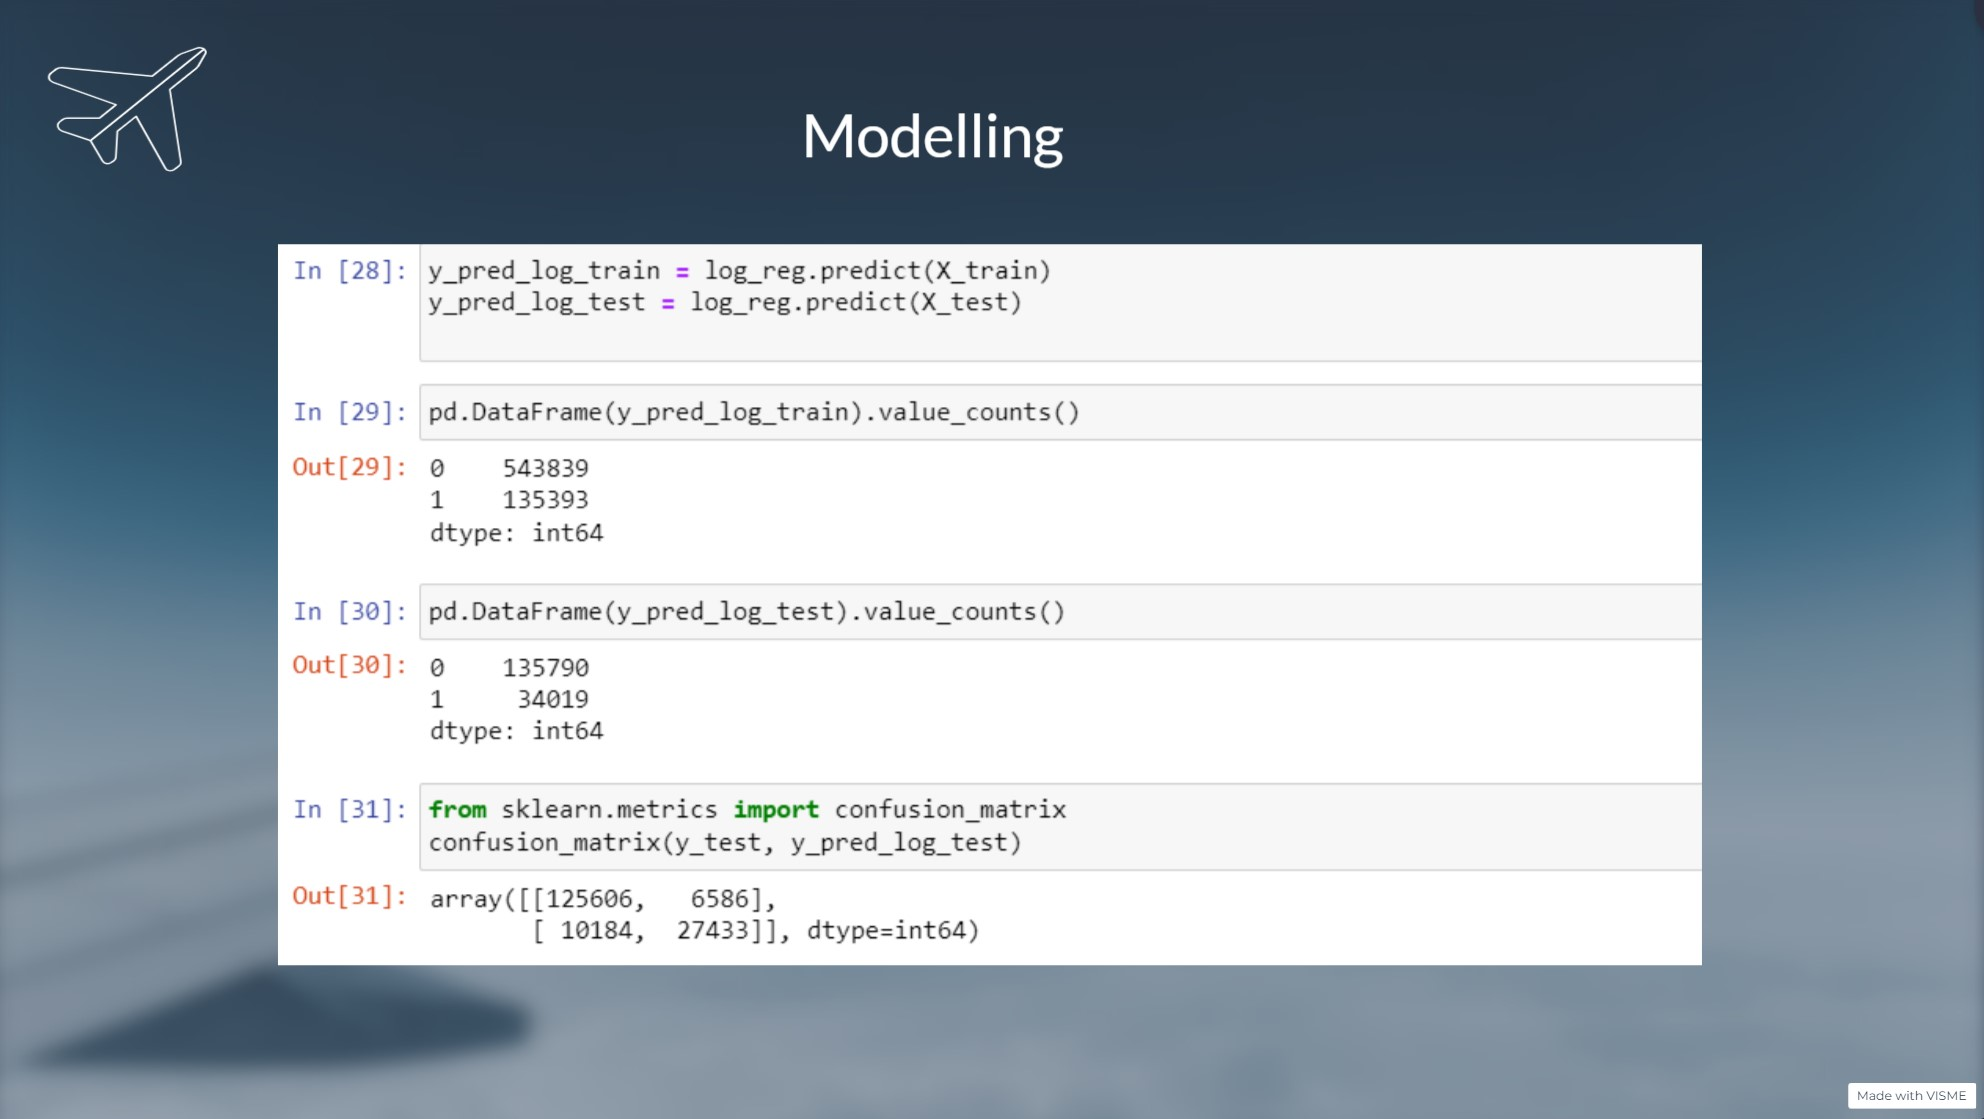 Modelling
In [28]: y_pred_log_train = log_reg.predict(X_train)
y_pred_log_test = log_reg.predict(X_test)
In [29]: pd.DataFrame(y_pred_log_train).value_counts()
Out[29]: 0    543839
1    135393
dtype: int64
In [30]: pd.DataFrame(y_pred_log_test).value_counts()
Out[30]: 0    135790
1     34019
dtype: int64
In [31]: from sklearn.metrics import confusion_matrix
confusion_matrix(y_test, y_pred_log_test)
Out[31]: array([[125606,   6586],
[ 10184,  27433]], dtype=int64)
Made with VISME